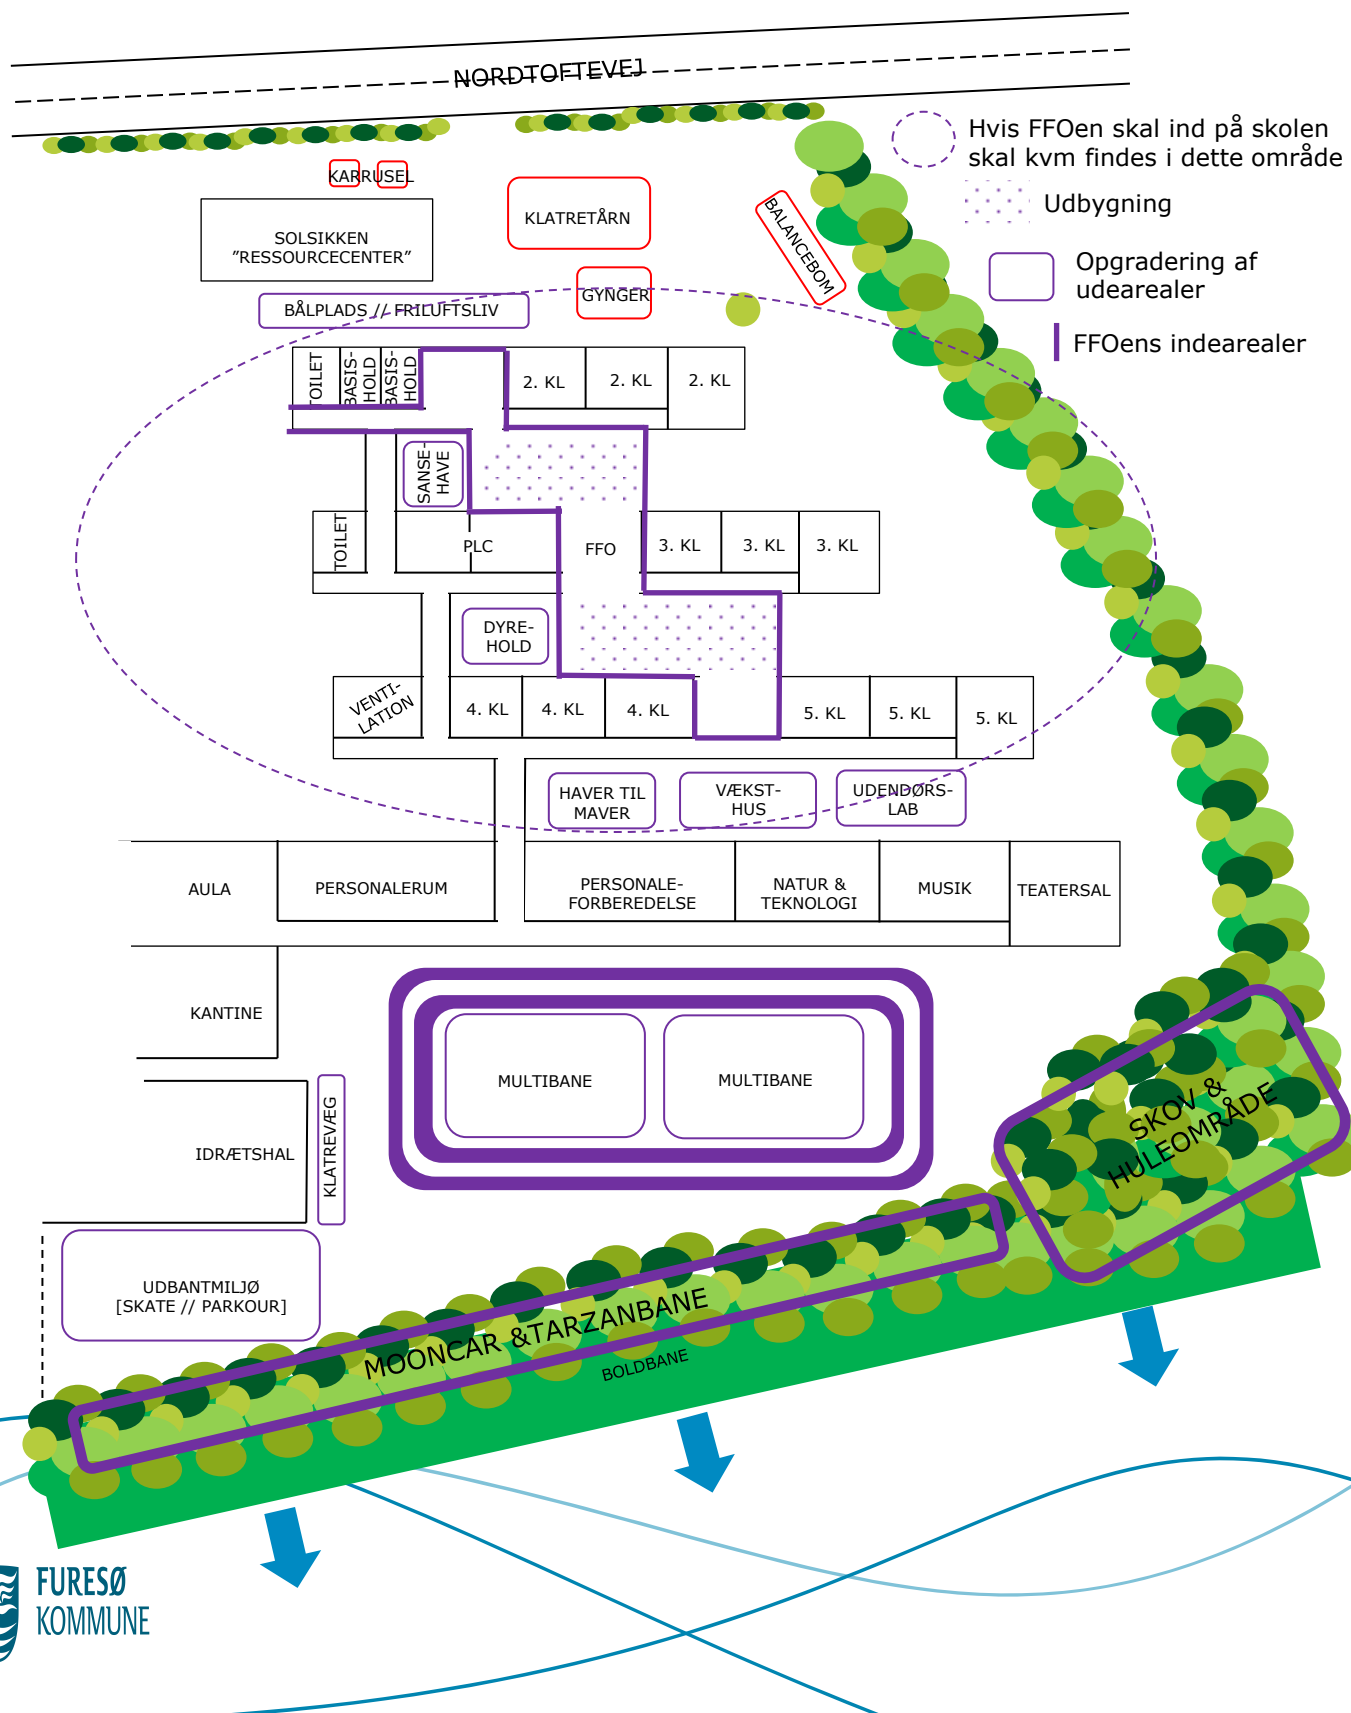 NORDTOFTEVEJ
Hvis FFOen skal ind på skolen
skal kvm findes i dette område
Udbygning
Opgradering af
udearealer
FFOens indearealer
KARRUSEL
KLATRETÅRN
BALANCEBOM
SOLSIKKEN
”RESSOURCECENTER”
GYNGER
BÅLPLADS // FRILUFTSLIV
TOILET
BASIS-
HOLD
BASIS-
HOLD
2. KL
2. KL
2. KL
SANSE-
HAVE
TOILET
PLC
FFO
3. KL
3. KL
3. KL
DYRE-
HOLD
VENTI-
LATION
4. KL
4. KL
4. KL
5. KL
5. KL
5. KL
HAVER TIL
MAVER
VÆKST-
HUS
UDENDØRS-
LAB
AULA
PERSONALERUM
PERSONALE-
FORBEREDELSE
NATUR &
TEKNOLOGI
MUSIK
TEATERSAL
KANTINE
MULTIBANE
MULTIBANE
IDRÆTSHAL
KLATREVÆG
SKOV &
HULEOMRÅDE
UDBANTMILJØ
[SKATE // PARKOUR]
MOONCAR &TARZANBANE
BOLDBANE
FURESØ
KOMMUNE